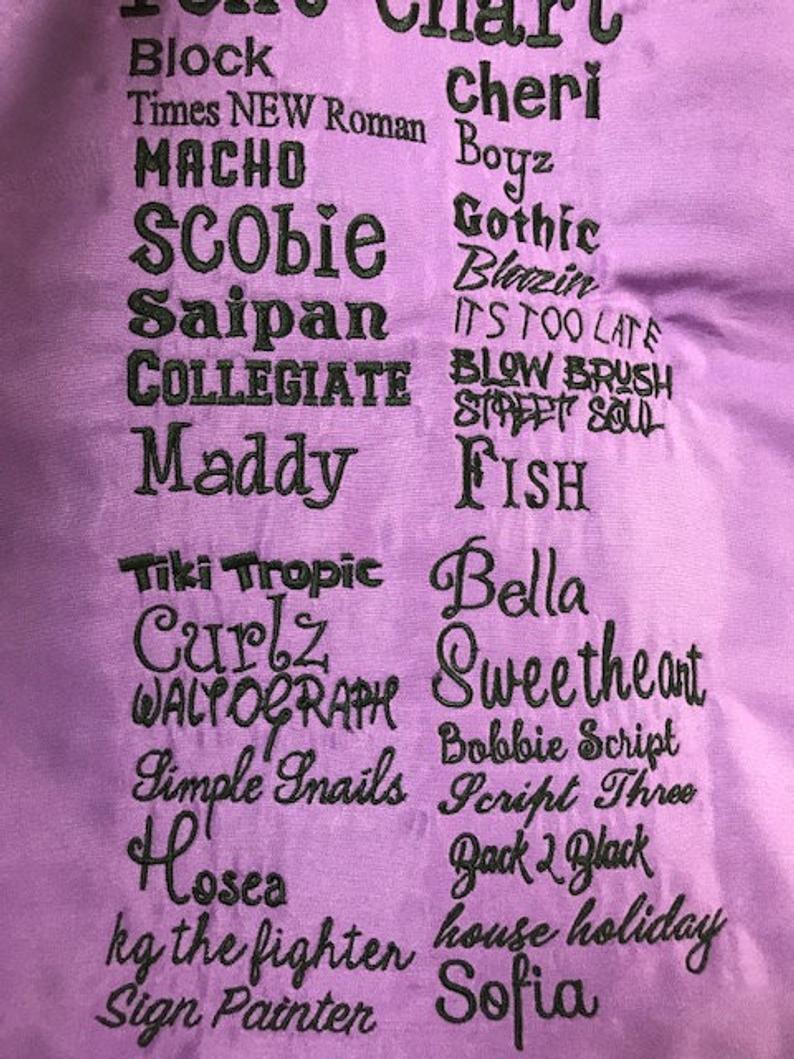 Font Chart
Block
Times NEW Roman
MACHO
SCObie
Saipan
COLLEGIATE
Maddy
Tiki Tropic
Curlz
WALTOGRAPH
Simple Snails
Hosea
kg the fighter
Sign Painter
Cheri
Boyz
Gothic
Blazin
ITS TOO LATE
BLOW BRUSH
STREET SOUL
FISH
Bella
Sweetheart
Bobbie Script
Script Three
Back 2 Black
house holiday
Sofia